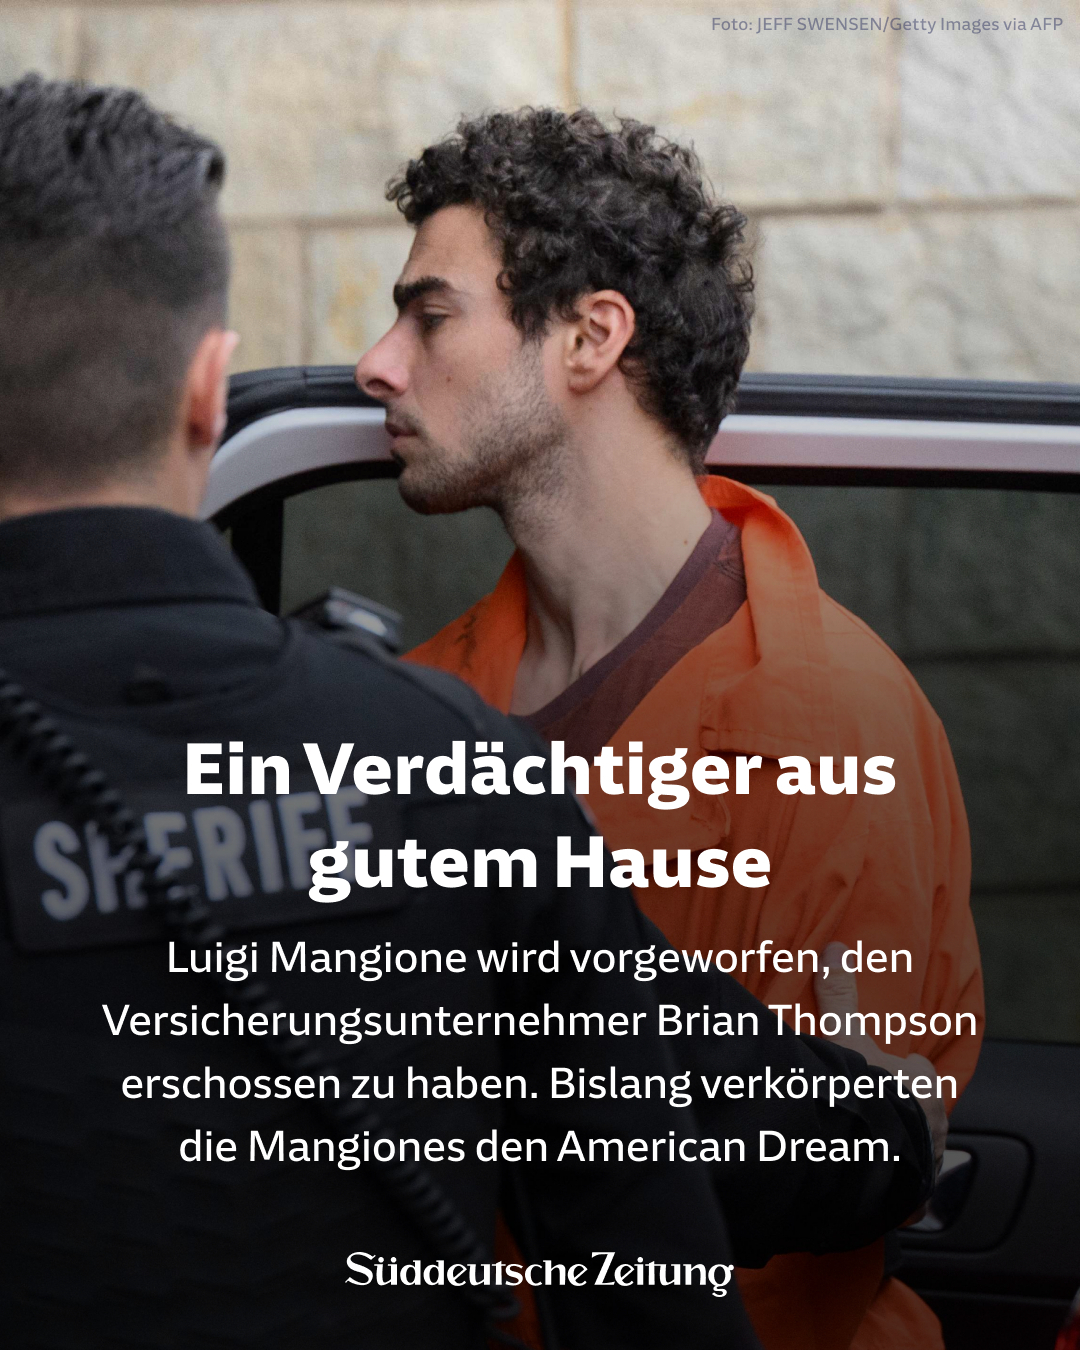 Foto: JEFF SWENSEN/Getty Images via AFP
SHERIFF
Ein Verdächtiger aus
gutem Hause
Luigi Mangione wird vorgeworfen, den
Versicherungsunternehmer Brian Thompson
erschossen zu haben. Bislang verkörperten
die Mangiones den American Dream.
Süddeutsche Zeitung